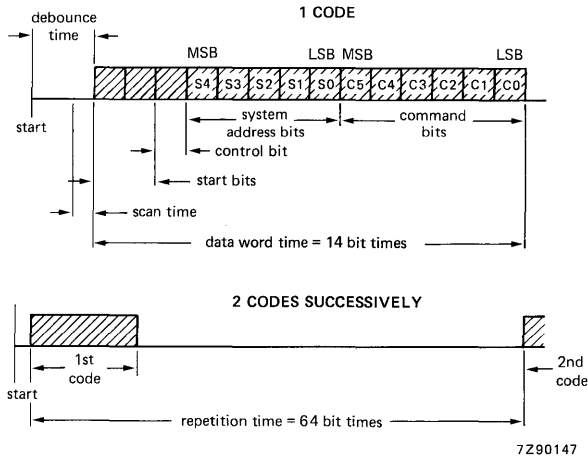 1 CODE
debounce
time
MSB
LSB
MSB
LSB
S4 S3 S2 S1 S0 C5 C4 C3 C2 C1 C0
start
system
address bits
command
bits
control bit
start bits
scan time
data word time = 14 bit times
2 CODES SUCCESSIVELY
1st
code
2nd
code
start
repetition time = 64 bit times
7Z90147